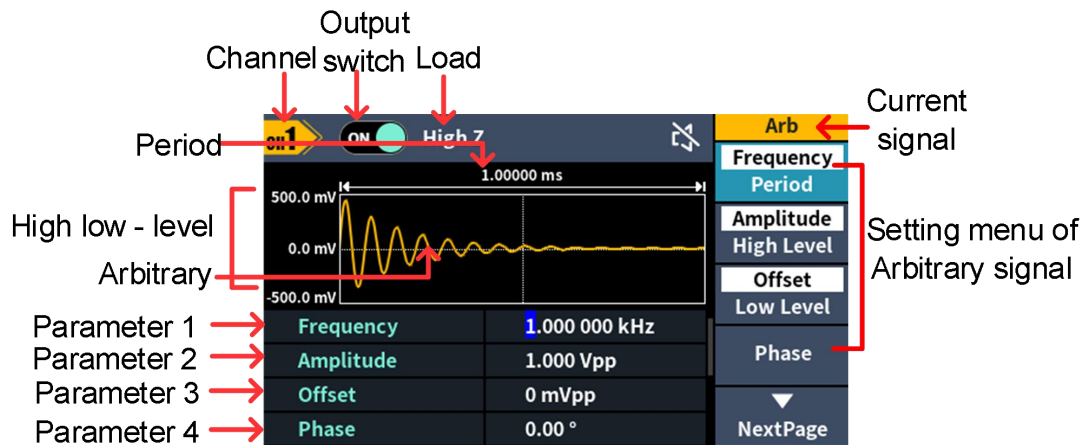 Output
Channel switch Load
Current
signal
Period
CH1 ON High Z
Arb
Frequency
Period
1.00000 ms
500.0 mV
Amplitude
High Level
High low - level
0.0 mV
Setting menu of
Arbitrary signal
Arbitrary
Offset
Low Level
-500.0 mV
Parameter 1 Frequency 1.000 000 kHz
Parameter 2 Amplitude 1.000 Vpp
Phase
Parameter 3 Offset 0 mVpp
Parameter 4 Phase 0.00 °
NextPage